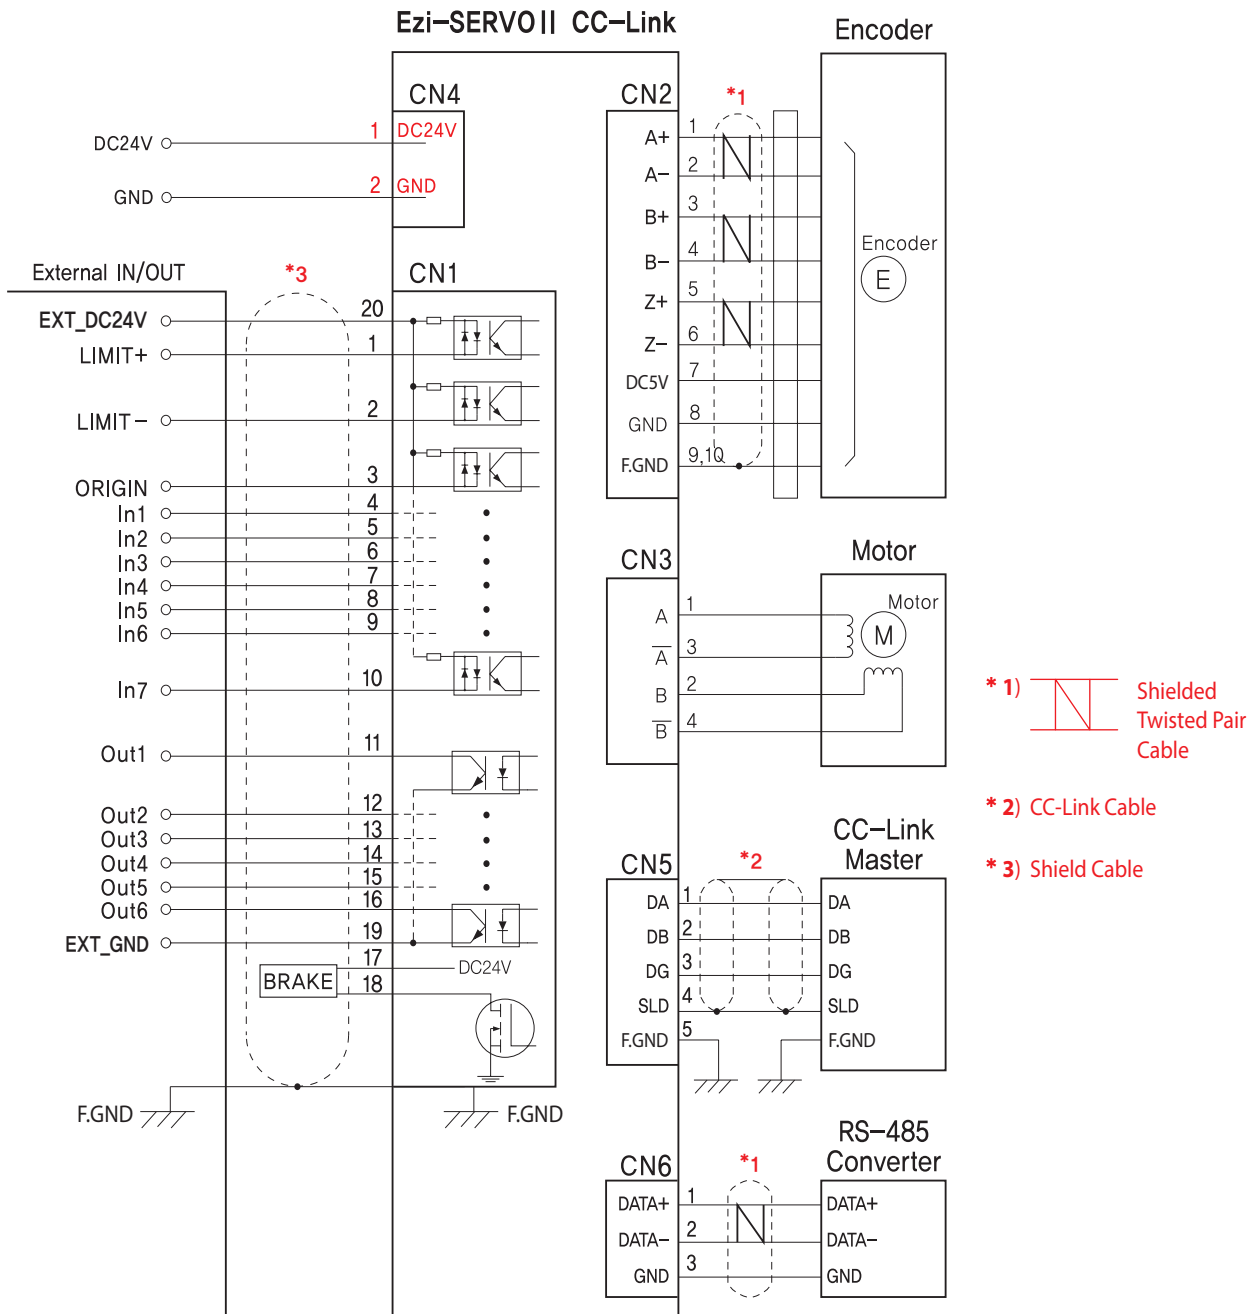 Ezi-SERVOII CC-Link
CN4
DC24V
1 DC24V
GND
2 GND
External IN/OUT
*3
CN1
EXT_DC24V 20
LIMIT+ 1
LIMIT- 2
ORIGIN 3
In1 4
In2 5
In3 6
In4 7
In5 8
In6 9
In7 10
Out1 11
Out2 12
Out3 13
Out4 14
Out5 15
Out6 16
EXT_GND 19
BRAKE
17 DC24V
18
F.GND
F.GND
CN2
*1
Encoder
A+ 1
A- 2
B+ 3
B- 4
Z+ 5
Z- 6
DC5V 7
GND 8
F.GND 9,10
Encoder
E
CN3
Motor
A 1
A̅ 3
B 2
B̅ 4
Motor
M
CN5
*2
CC-Link
Master
DA 1 DA
DB 2 DB
DG 3 DG
SLD 4 SLD
F.GND 5 F.GND
CN6
*1
RS-485
Converter
DATA+ 1 DATA+
DATA- 2 DATA-
GND 3 GND
* 1) Shielded
Twisted Pair
Cable
* 2) CC-Link Cable
* 3) Shield Cable